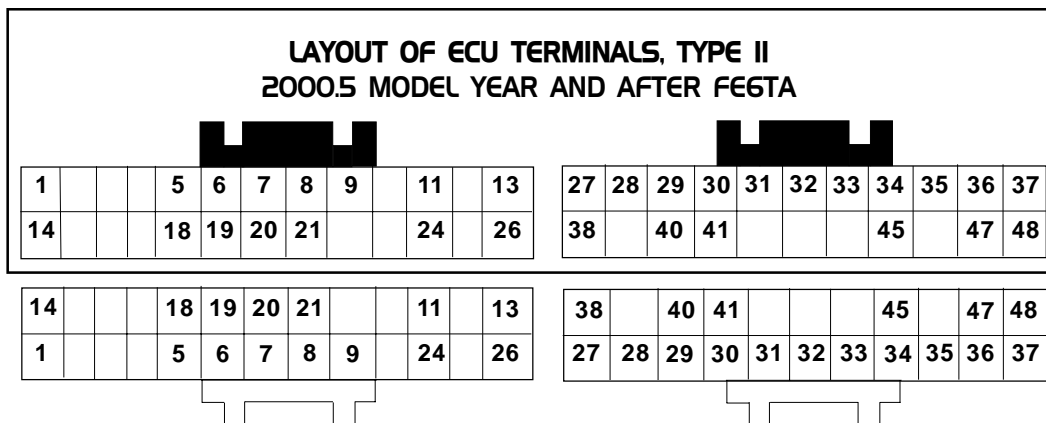 LAYOUT OF ECU TERMINALS, TYPE II
2000.5 MODEL YEAR AND AFTER FE6TA
1 5 6 7 8 9 11 13 27 28 29 30 31 32 33 34 35 36 37
14 18 19 20 21 24 26 38 40 41 45 47 48
14 18 19 20 21 11 13 38 40 41 45 47 48
1 5 6 7 8 9 24 26 27 28 29 30 31 32 33 34 35 36 37